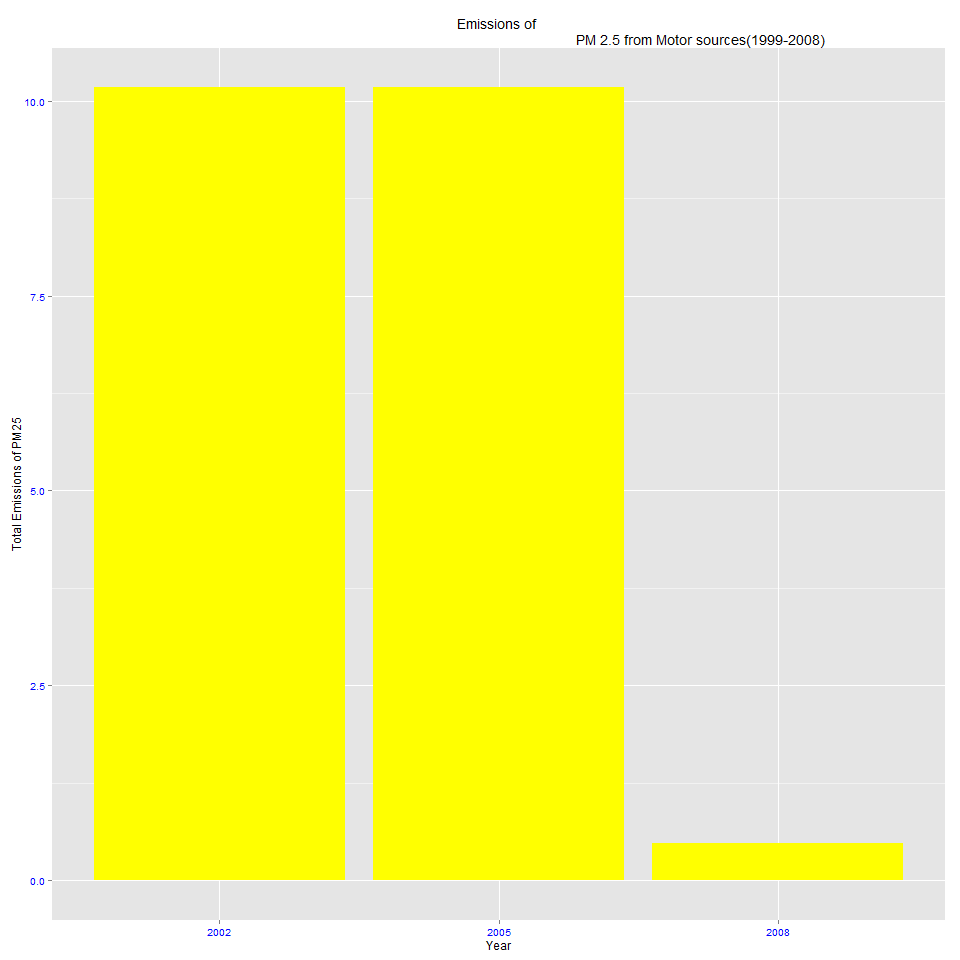 Emissions of
PM 2.5 from Motor sources(1999-2008)
10.0
7.5
5.0
2.5
0.0
Total Emissions of PM25
2002
2005
2008
Year